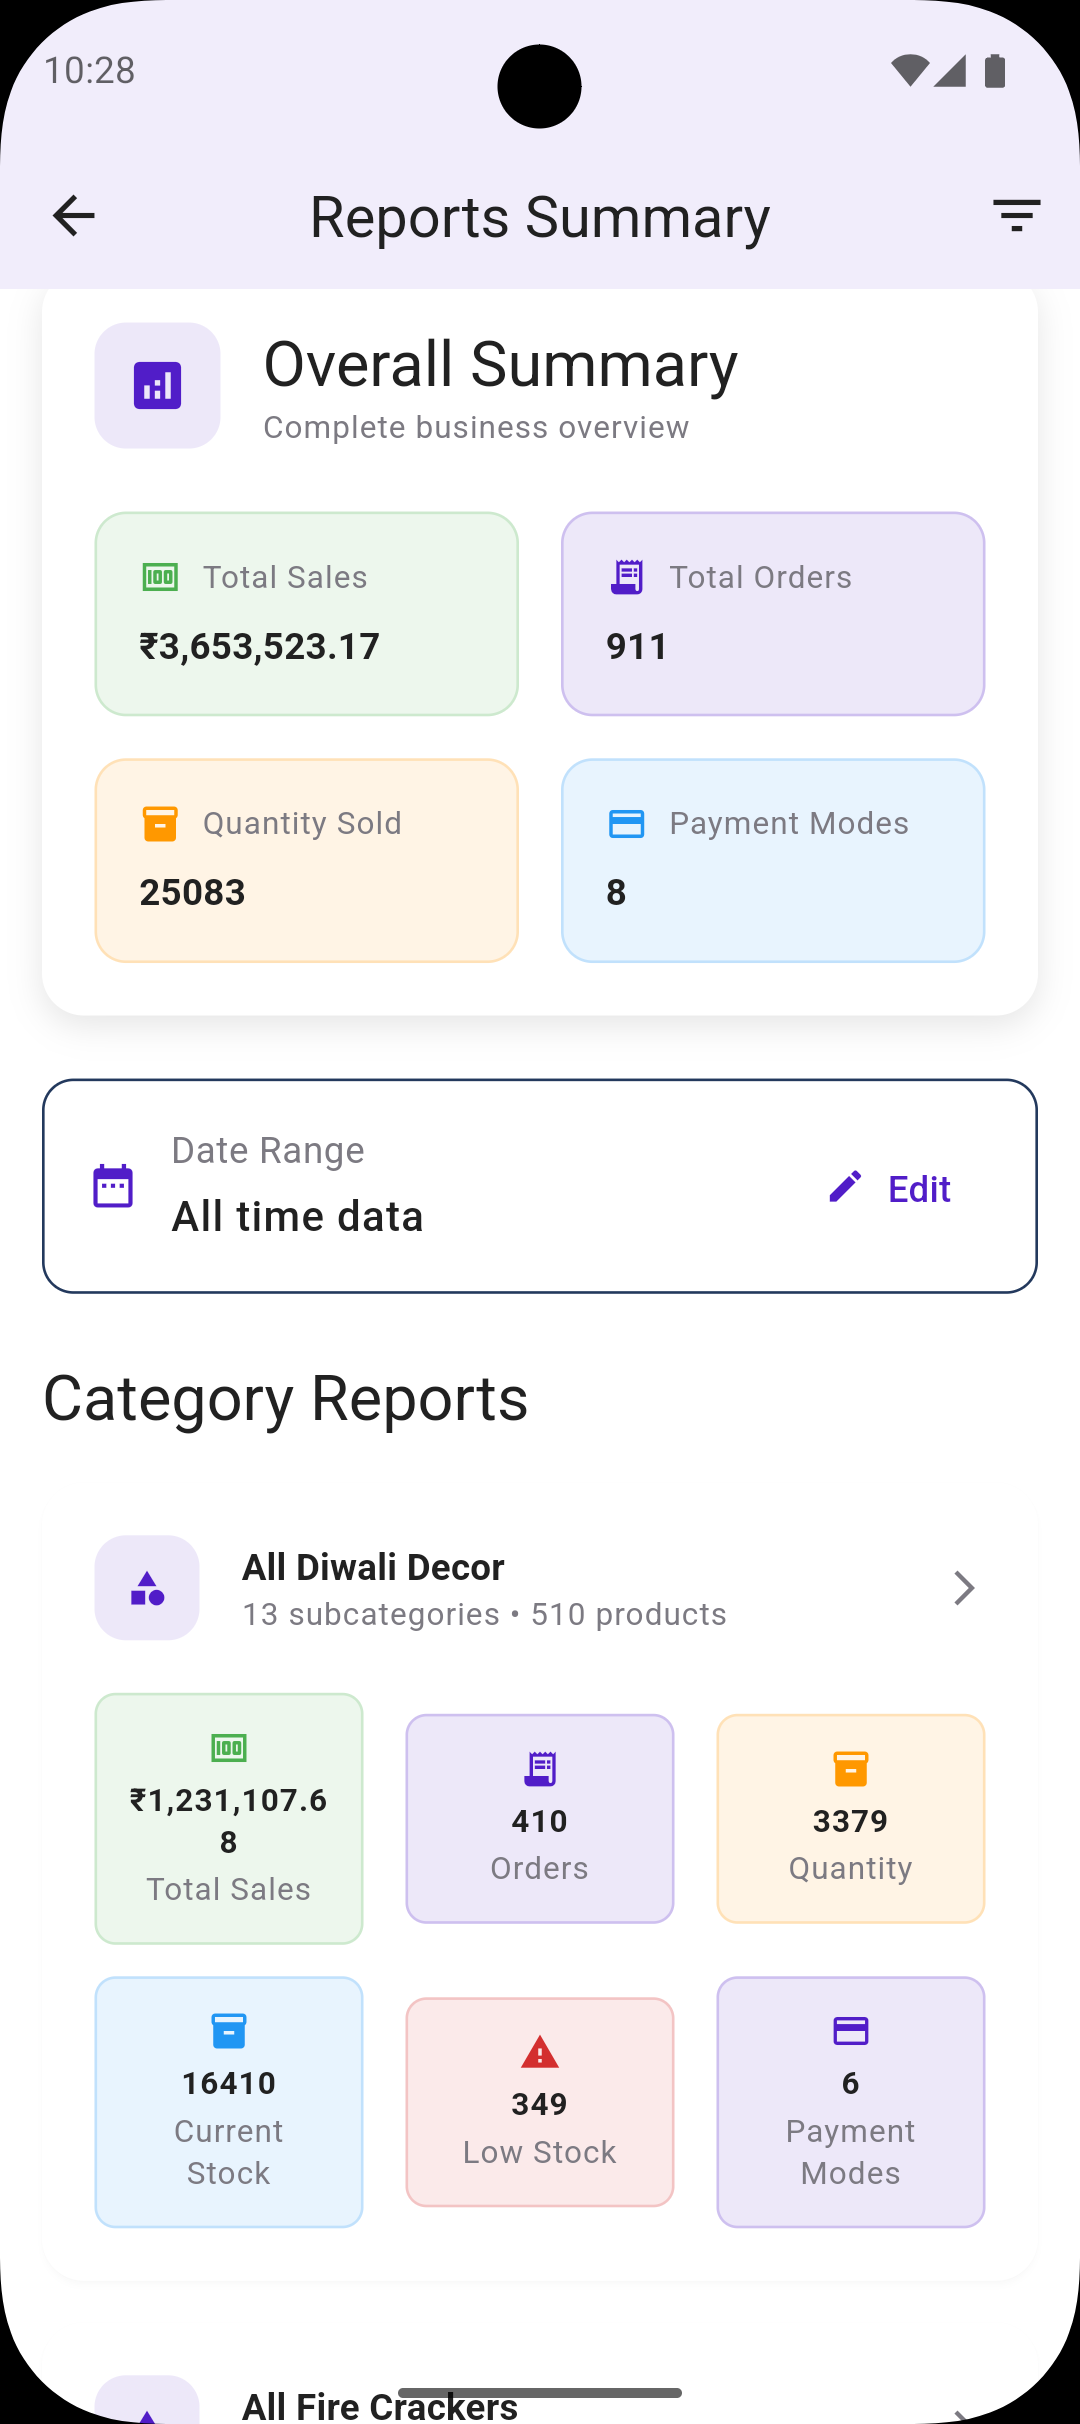 10:28
Reports Summary
Overall Summary
Complete business overview
Total Sales
₹3,653,523.17
Total Orders
911
Quantity Sold
25083
Payment Modes
8
Date Range
All time data
Edit
Category Reports
All Diwali Decor
13 subcategories • 510 products
₹1,231,107.6
8
Total Sales
410
Orders
3379
Quantity
16410
Current
Stock
349
Low Stock
6
Payment
Modes
All Fire Crackers